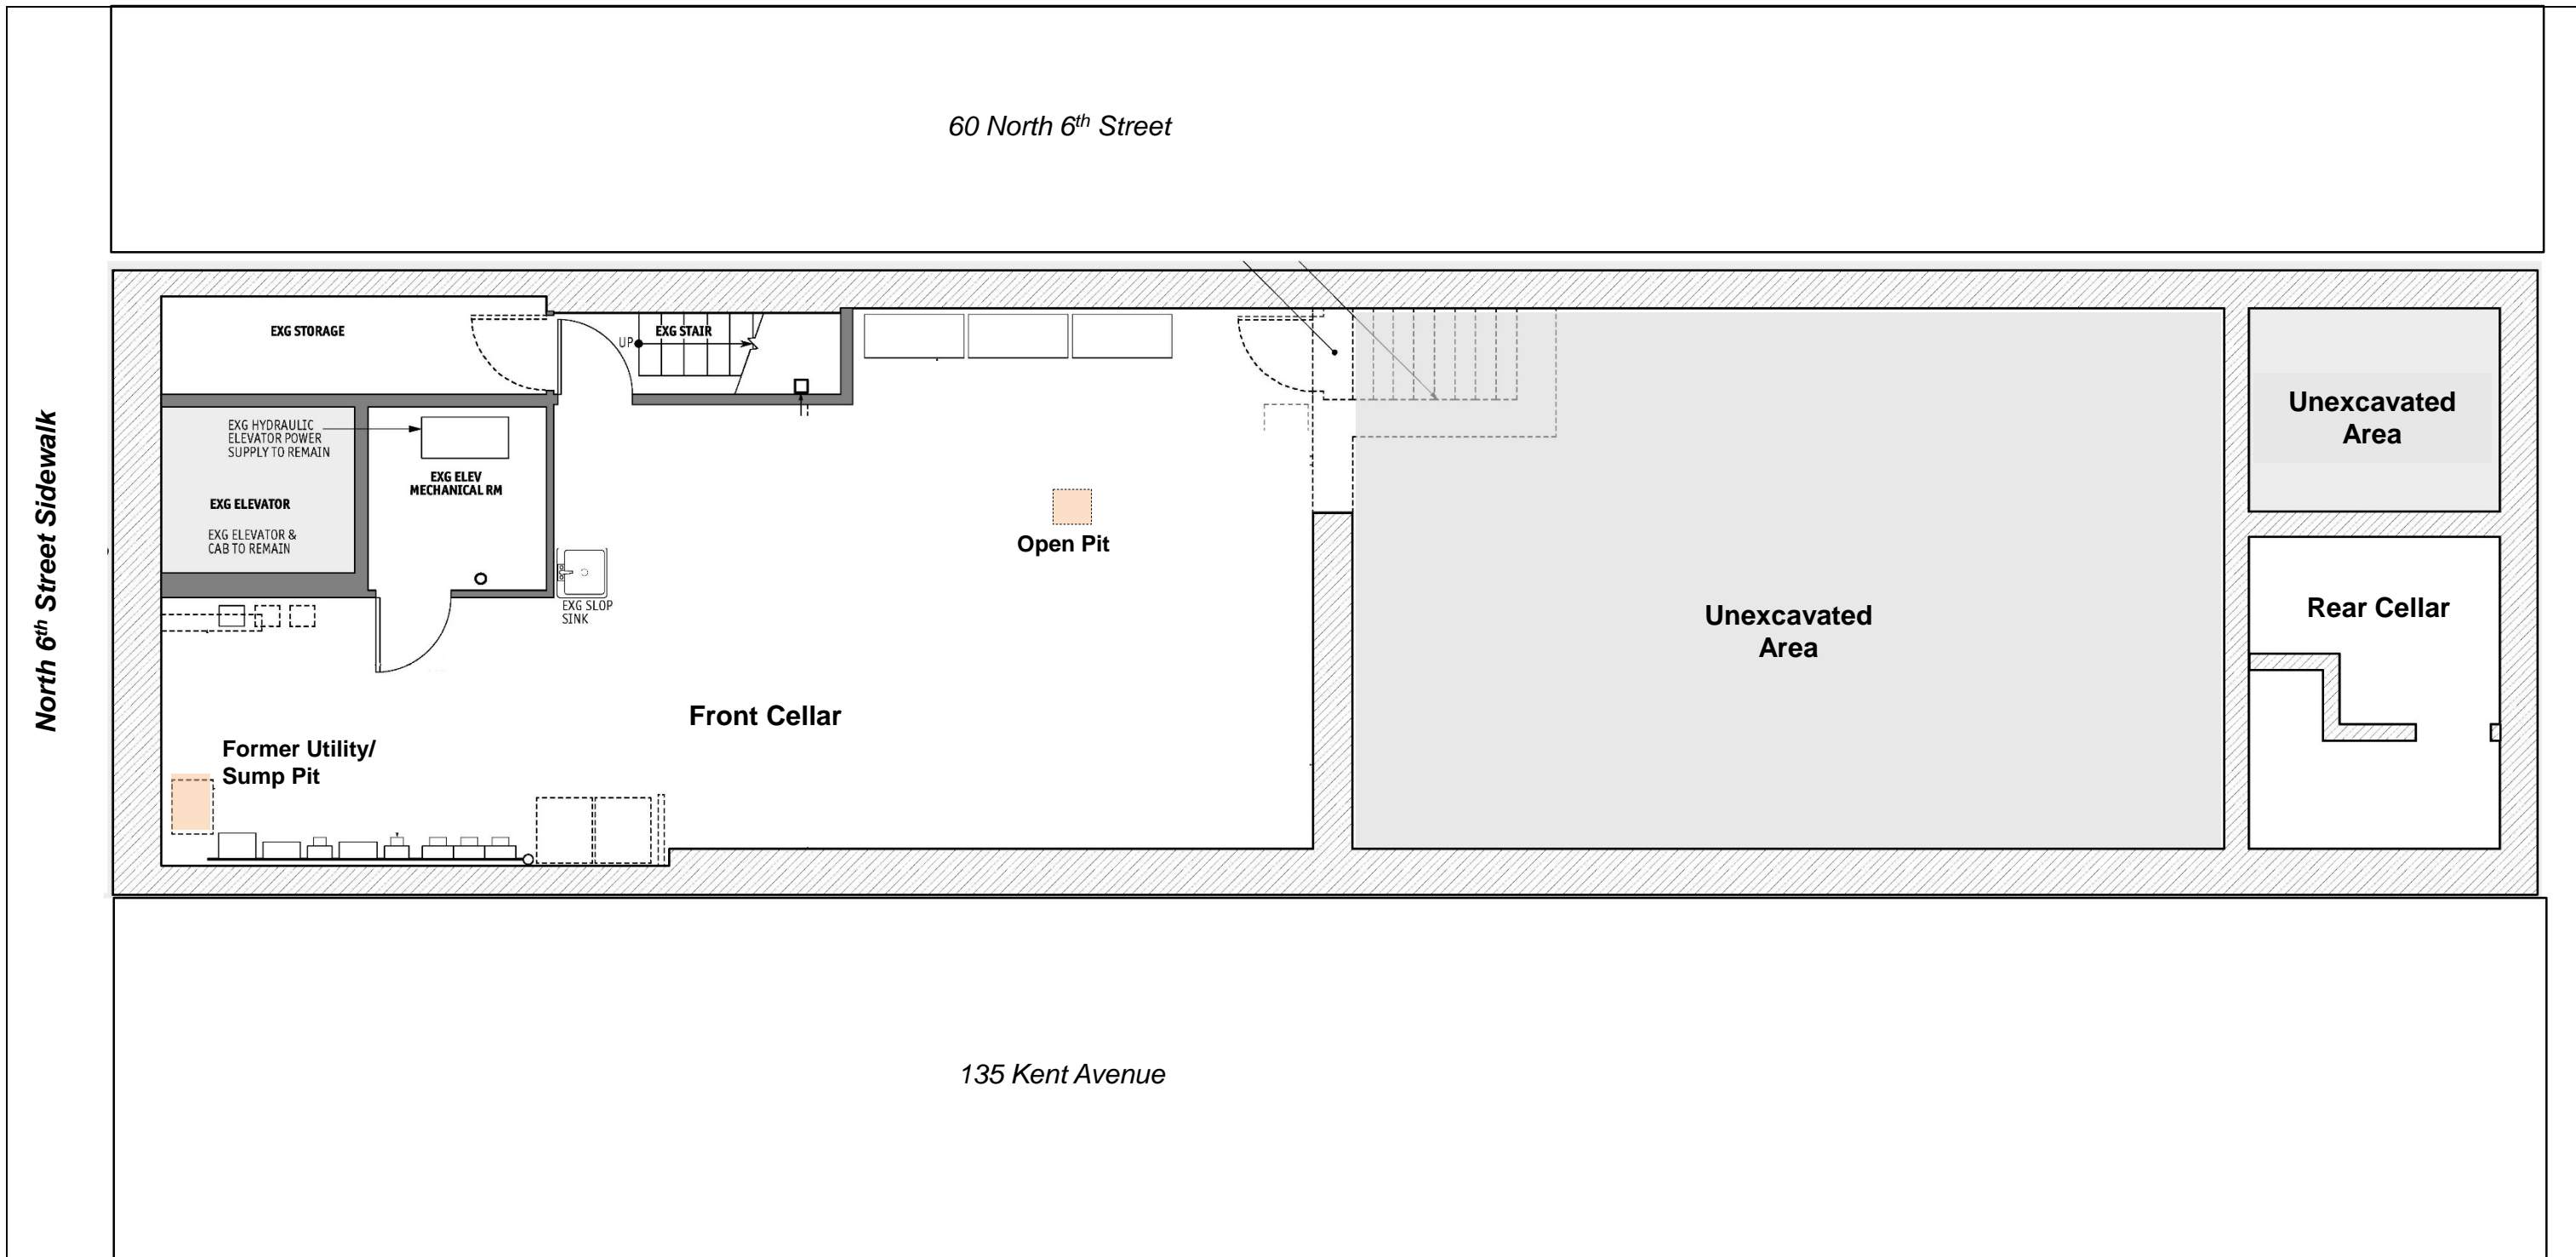 60 North 6th Street
North 6th Street Sidewalk
EXG STORAGE
EXG STAIR
UP
EXG HYDRAULIC
ELEVATOR POWER
SUPPLY TO REMAIN
EXG ELEV
MECHANICAL RM
EXG ELEVATOR
EXG ELEVATOR &
CAB TO REMAIN
EXG SLOP
SINK
Open Pit
Unexcavated
Area
Unexcavated
Area
Rear Cellar
Front Cellar
Former Utility/
Sump Pit
135 Kent Avenue